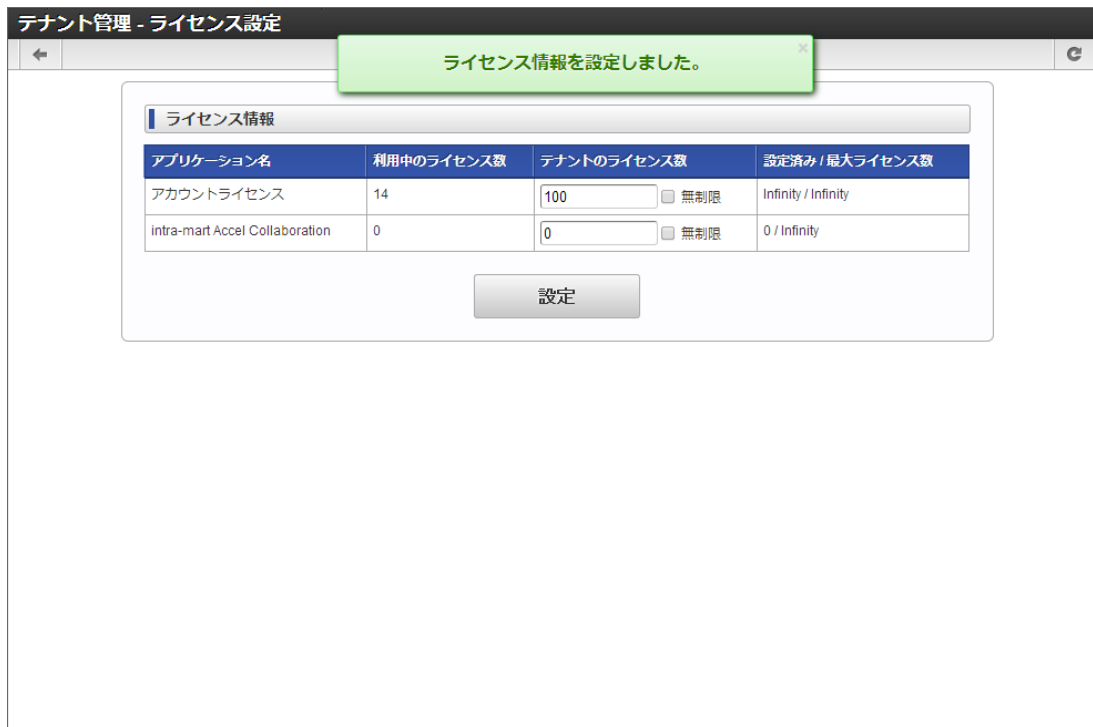 テナント管理 - ライセンス設定
ライセンス情報を設定しました。
ライセンス情報
アプリケーション名 利用中のライセンス数 テナントのライセンス数 設定済み / 最大ライセンス数
アカウントライセンス 14 100 無制限 Infinity / Infinity
intra-mart Accel Collaboration 0 0 無制限 0 / Infinity
設定